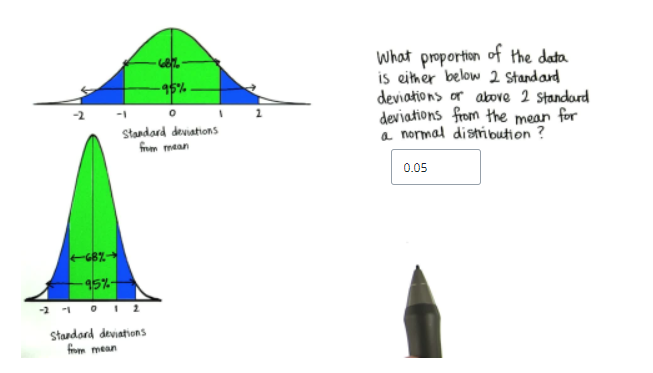 68%
95%
-2 -1 0 1 2
Standard deviations
from mean
68%
95%
-2 -1 0 1 2
Standard deviations
from mean
What proportion of the data
is either below 2 standard
deviations or above 2 standard
deviations from the mean for
a normal distribution?
0.05